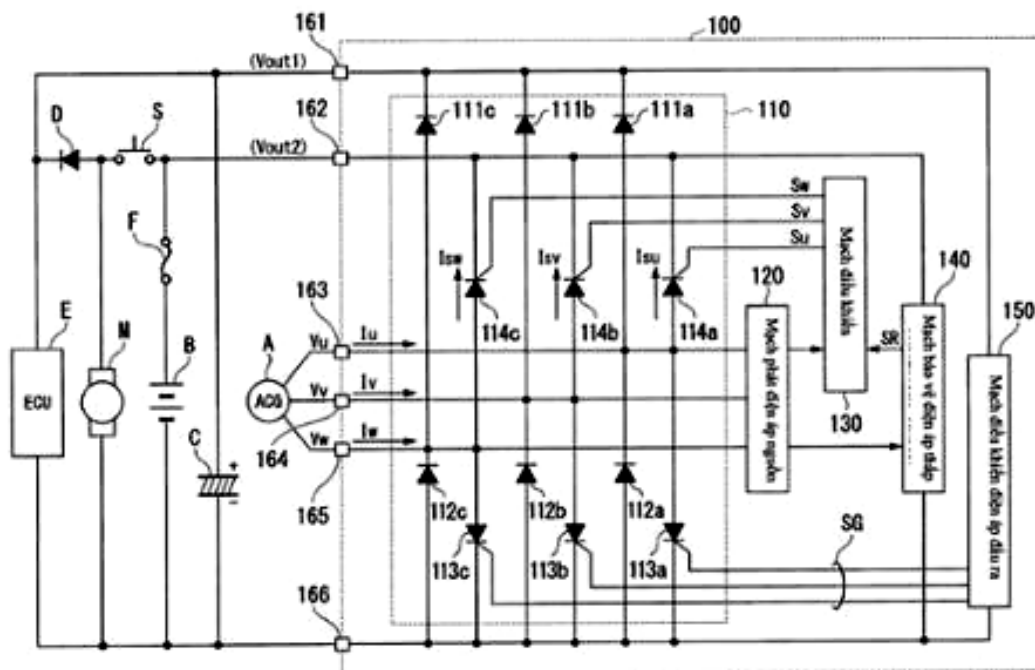 161
100
(Vout1)
111c
111b
111a
110
D
S
162
(Vout2)
Sw
Sv
Su
F
Isw
Isv
Isu
Mạch điều khiển
120
140
150
163
114c
114b
114a
E
M
B
A
Vu
Iu
SR
ECU
ACG
Vv
Iv
Mạch phát điện áp nguồn
Mạch bảo vệ điện áp thấp
Mạch điều khiển điện áp đầu ra
130
C
Vw
Iw
164
+
-
165
112c
112b
112a
113c
113b
113a
SG
166